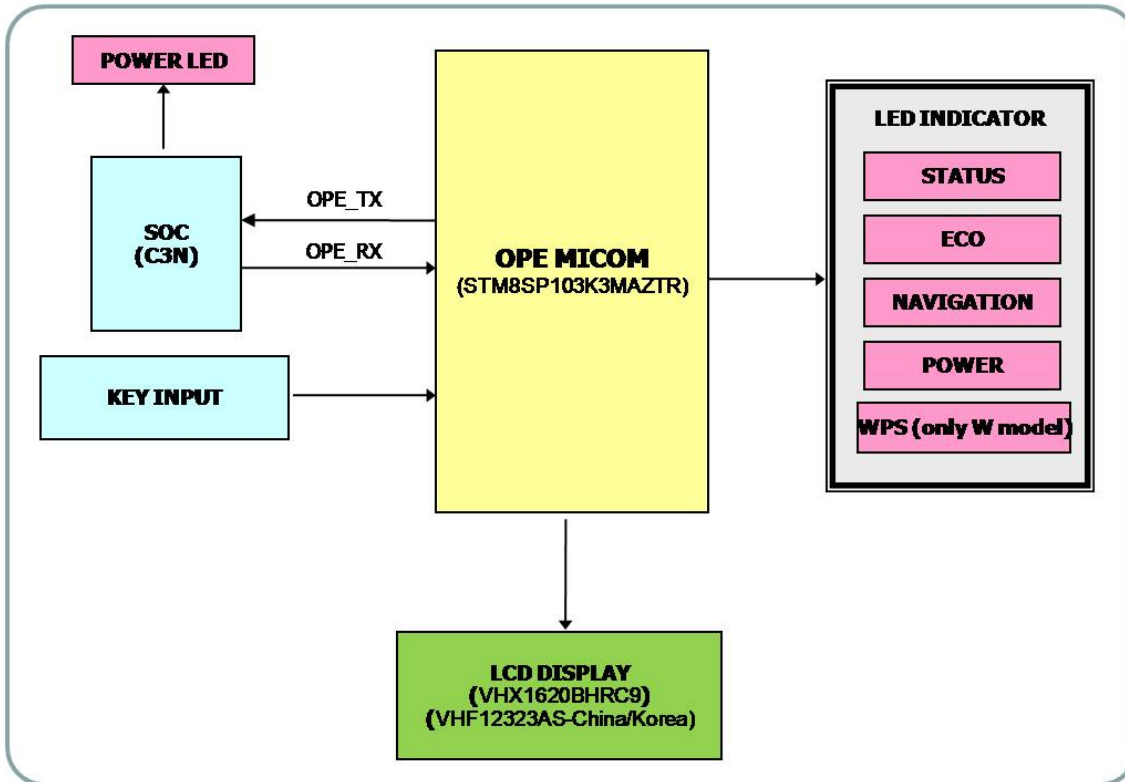 POWER LED
SOC
(C3N)
OPE_TX
OPE_RX
KEY INPUT
OPE MICOM
(STM8SP103K3MAZTR)
LED INDICATOR
STATUS
ECO
NAVIGATION
POWER
WPS (only W model)
LCD DISPLAY
(VHX1620BHRC9)
(VHF12323AS-China/Korea)